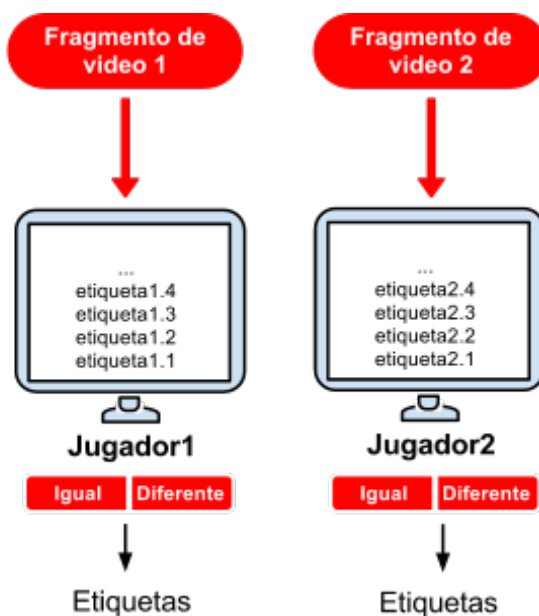 Fragmento de
video 1
...
etiqueta1.4
etiqueta1.3
etiqueta1.2
etiqueta1.1
Jugador1
Igual Diferente
Etiquetas
Fragmento de
video 2
...
etiqueta2.4
etiqueta2.3
etiqueta2.2
etiqueta2.1
Jugador2
Igual Diferente
Etiquetas